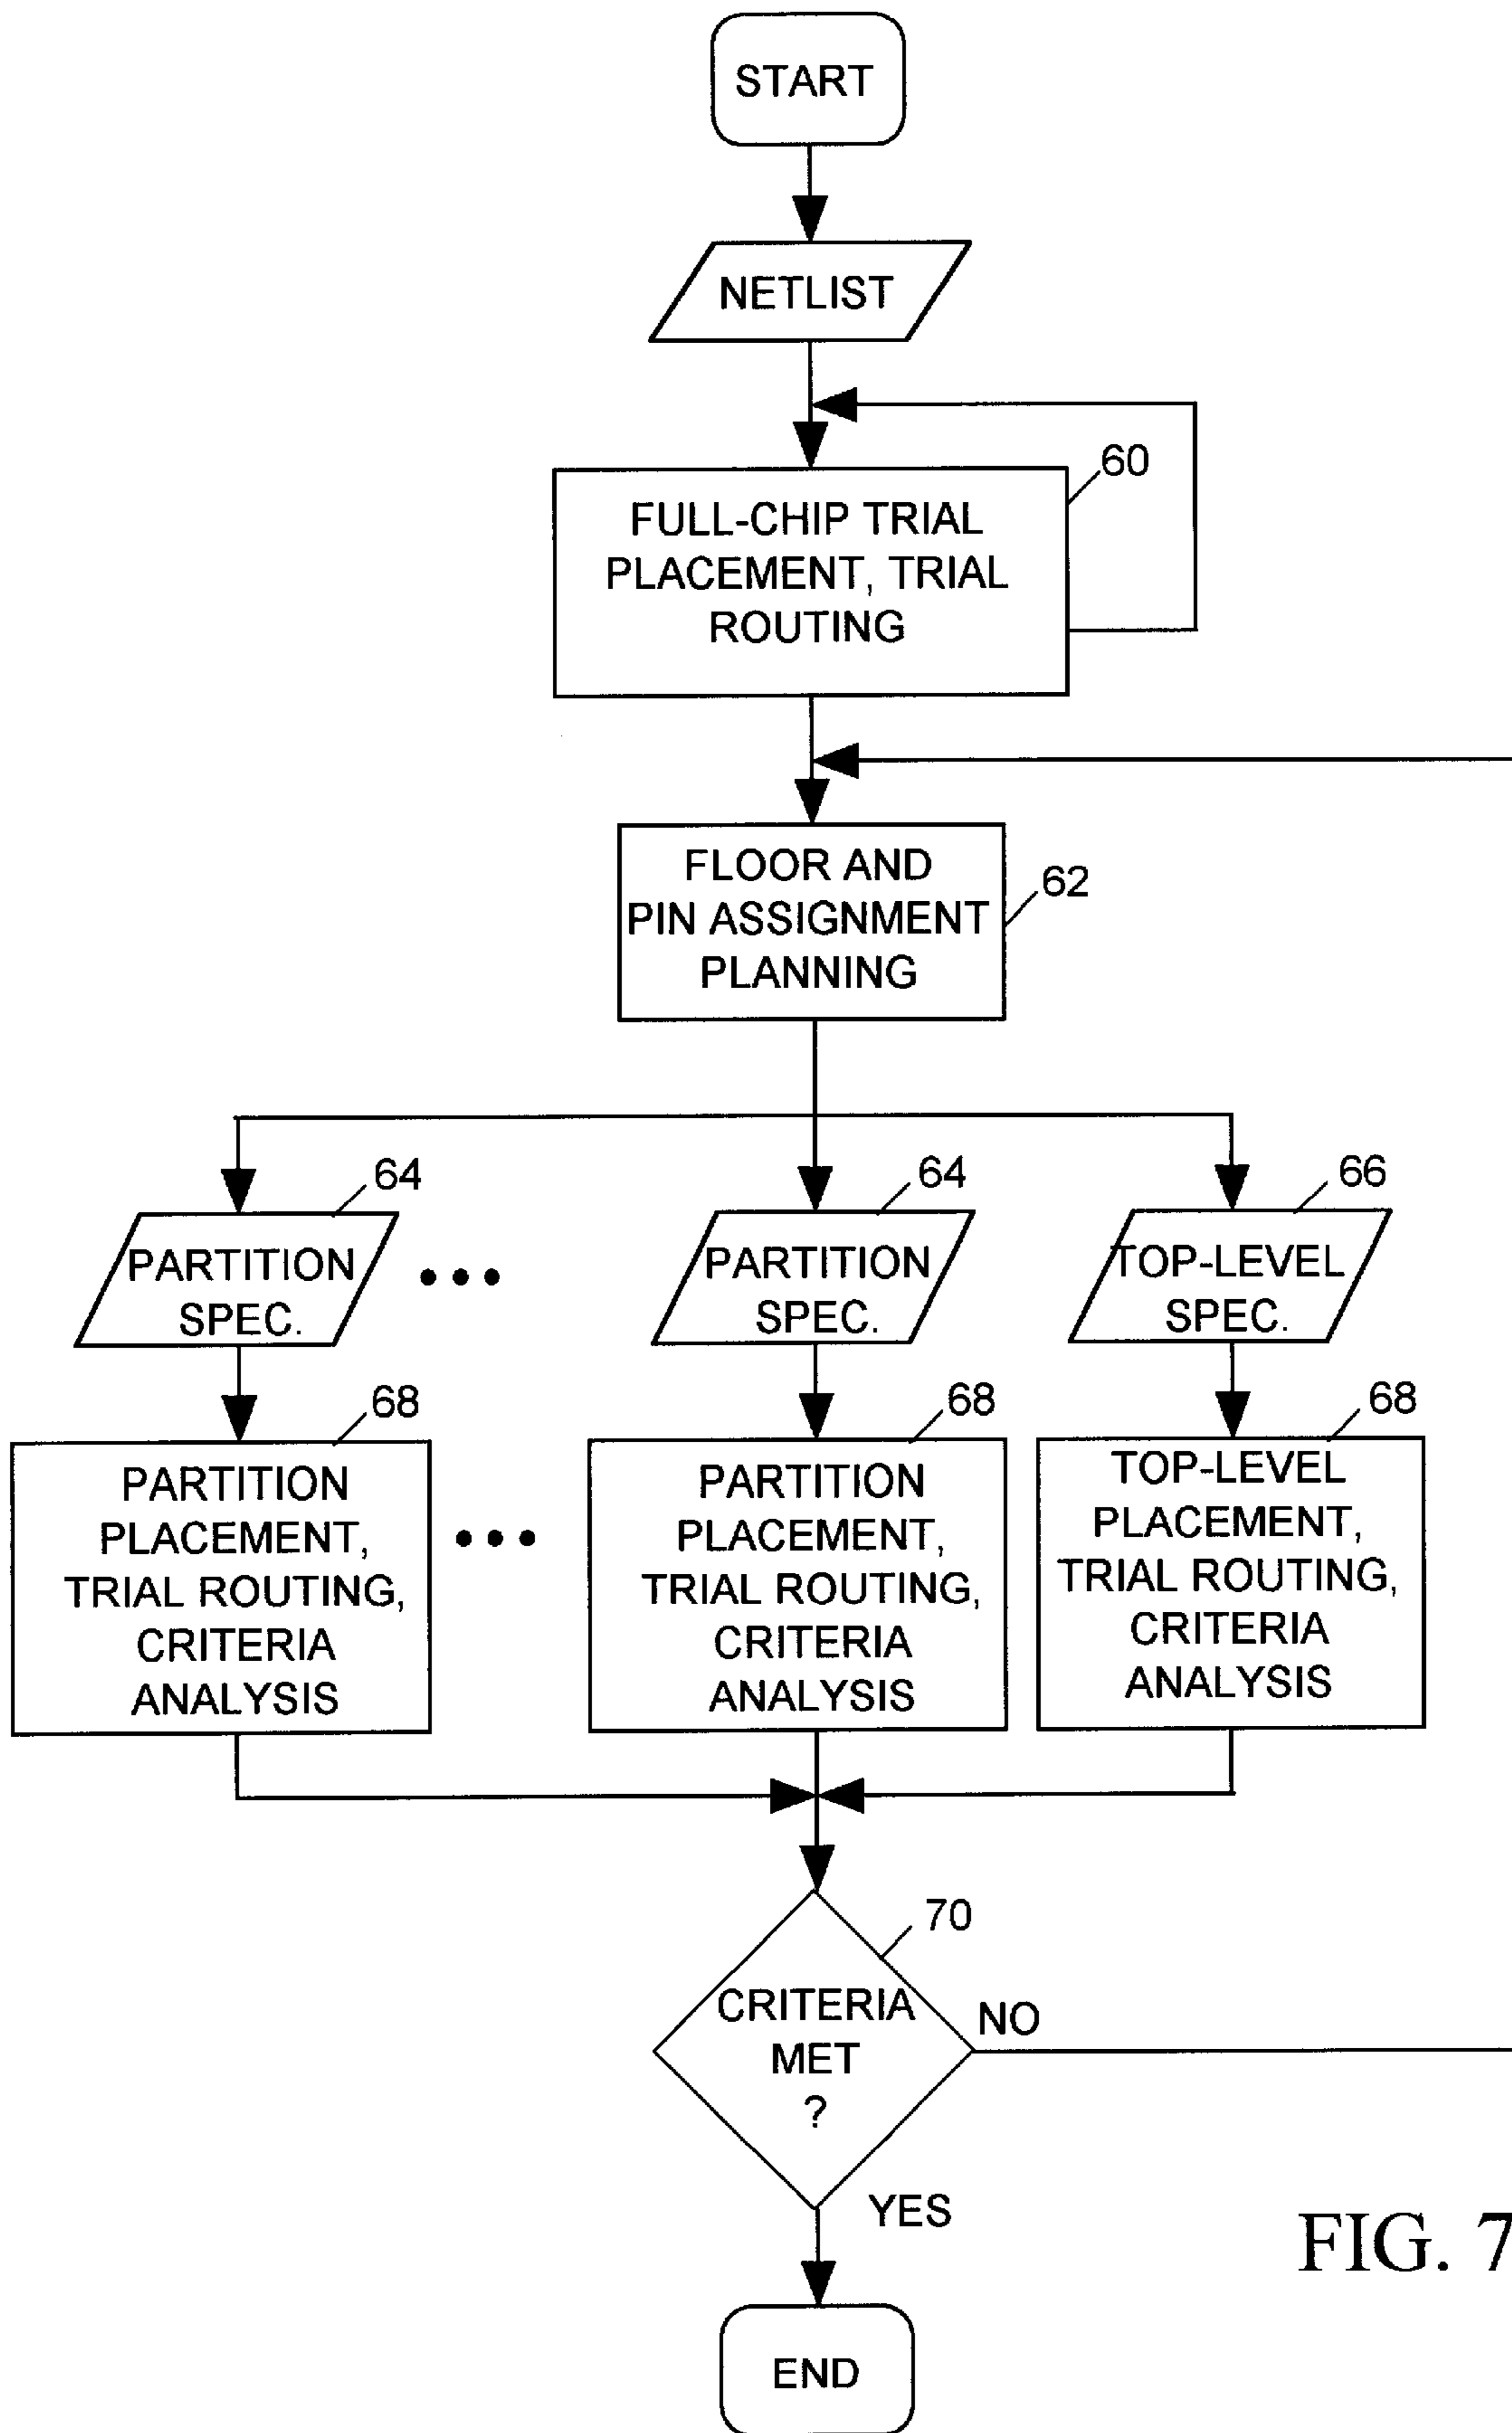 START
NETLIST
60
FULL-CHIP TRIAL
PLACEMENT, TRIAL
ROUTING
FLOOR AND
PIN ASSIGNMENT
PLANNING
62
64
PARTITION
SPEC.
•••
64
PARTITION
SPEC.
66
TOP-LEVEL
SPEC.
68
PARTITION
PLACEMENT,
TRIAL ROUTING,
CRITERIA
ANALYSIS
•••
68
PARTITION
PLACEMENT,
TRIAL ROUTING,
CRITERIA
ANALYSIS
68
TOP-LEVEL
PLACEMENT,
TRIAL ROUTING,
CRITERIA
ANALYSIS
70
CRITERIA
MET
?
NO
YES
END
FIG. 7